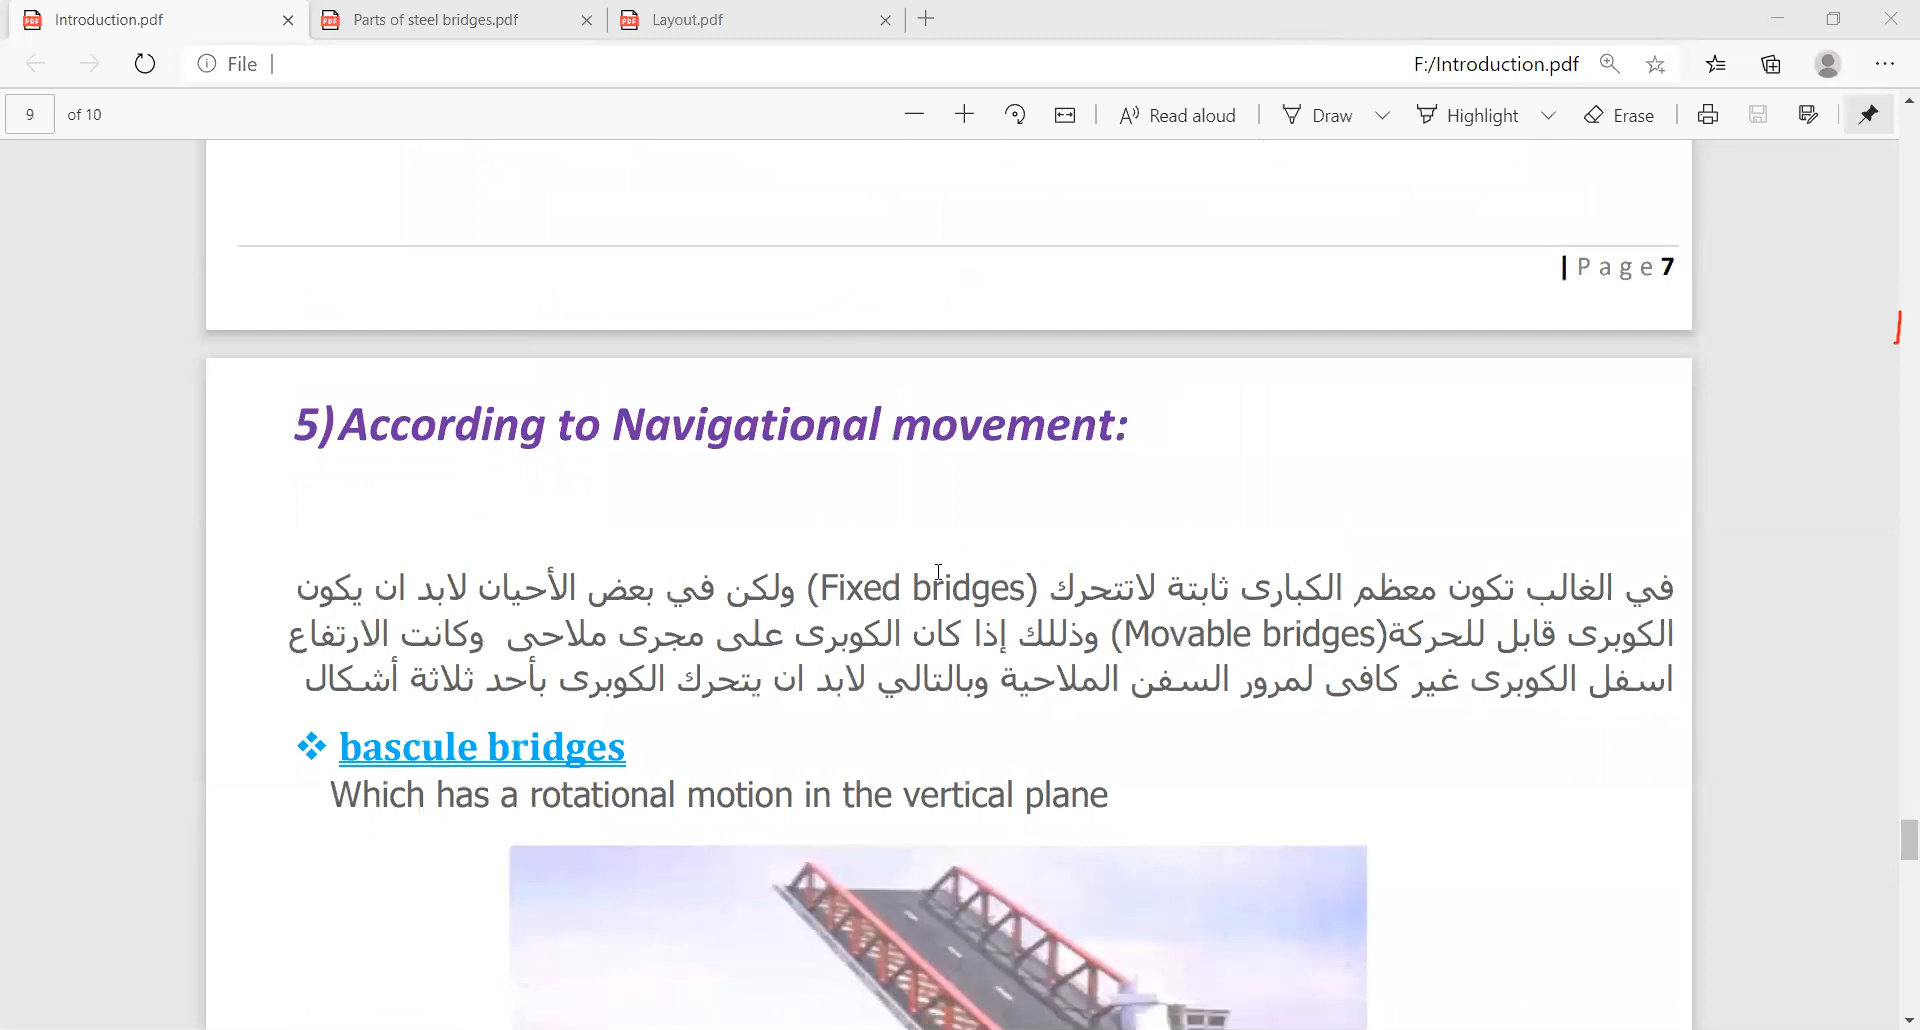 Introduction.pdf
Parts of steel bridges.pdf
Layout.pdf
File
F:/Introduction.pdf
9 of 10
Read aloud
Draw
Highlight
Erase
| P a g e 7
5)According to Navigational movement:
في الغالب تكون معظم الكبارى ثابتة لاتتحرك (Fixed bridges) ولكن في بعض الأحيان لابد ان يكون
الكوبرى قابل للحركة(Movable bridges) وذللك إذا كان الكوبرى على مجرى ملاحى وكانت الارتفاع
اسفل الكوبرى غير كافى لمرور السفن الملاحية وبالتالي لابد ان يتحرك الكوبرى بأحد ثلاثة أشكال
❖ bascule bridges
Which has a rotational motion in the vertical plane